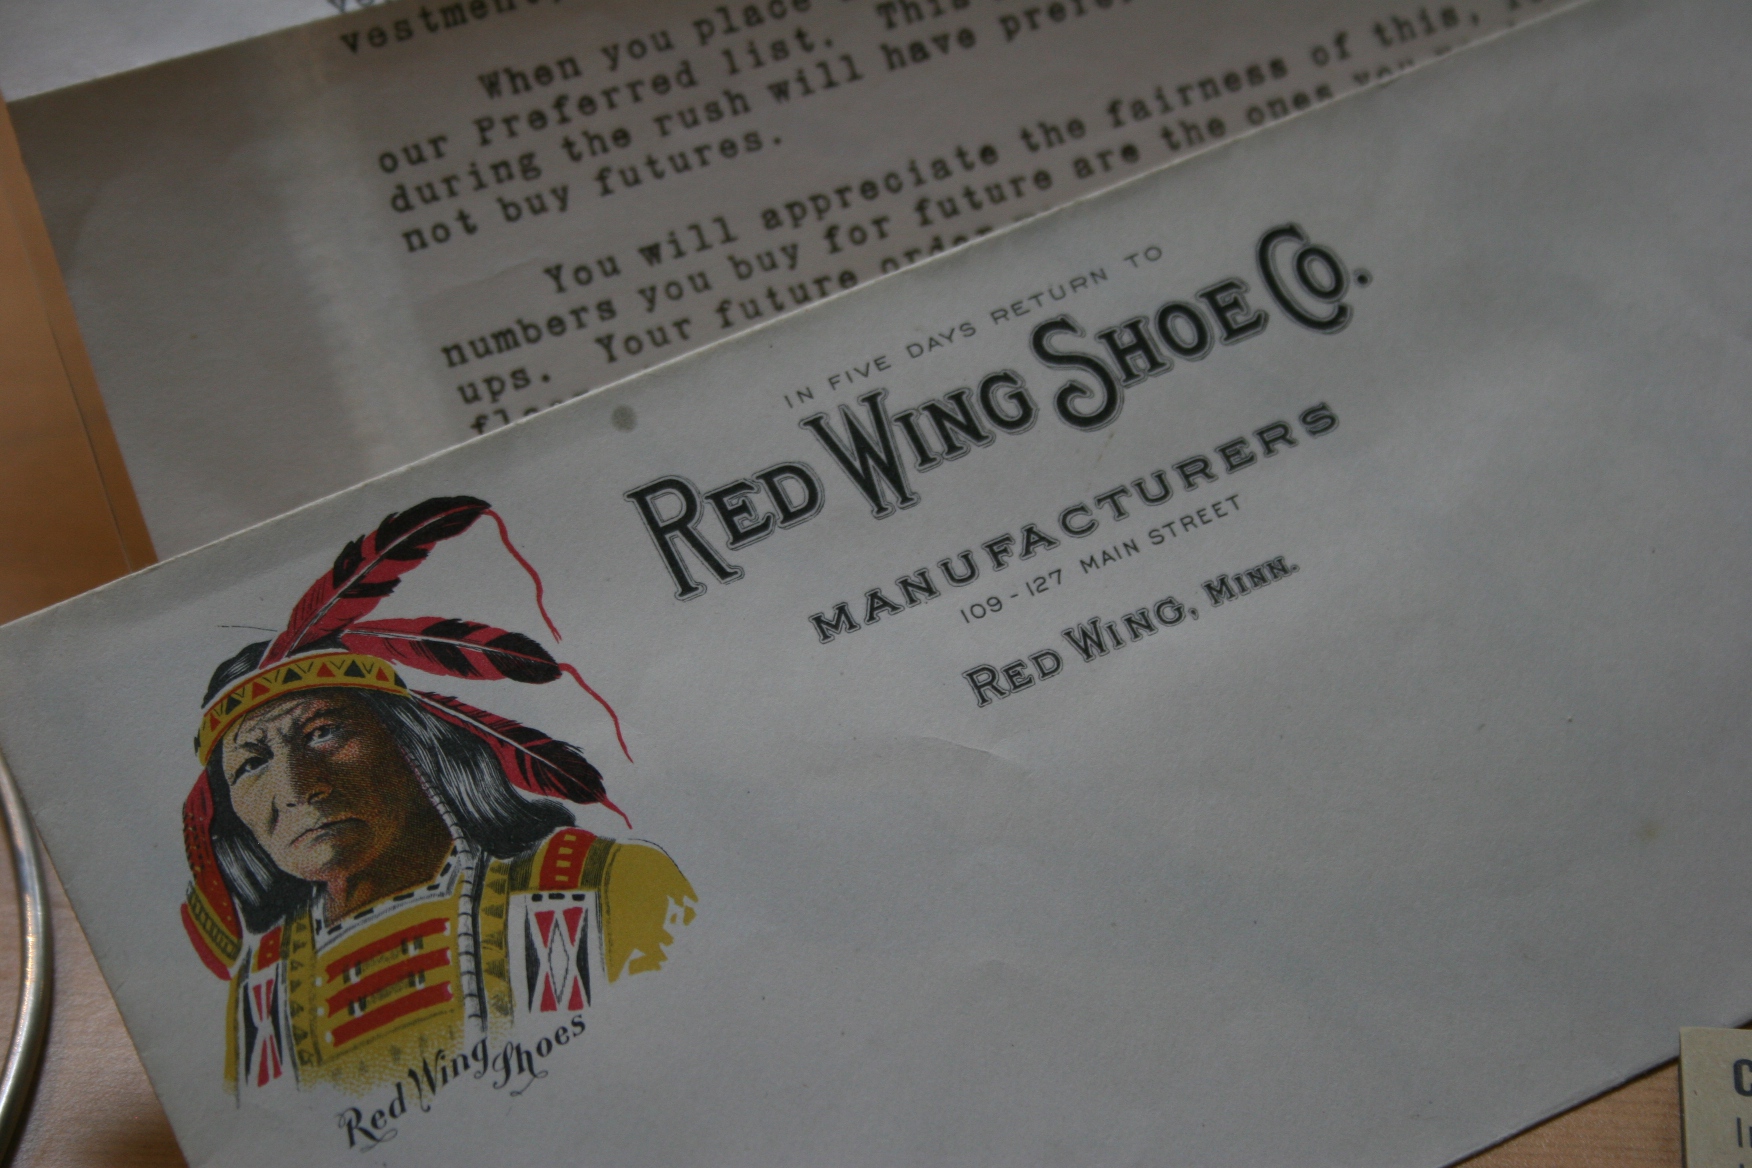 When you place
our Preferred list. This
during the rush will have
not buy futures.
You will appreciate the fairness of this,
numbers you buy for future are the ones you
ups. Your future
IN FIVE DAYS RETURN TO
RED WING SHOE CO.
MANUFACTURERS
109-127 MAIN STREET
RED WING, MINN.
Red Wing Shoes